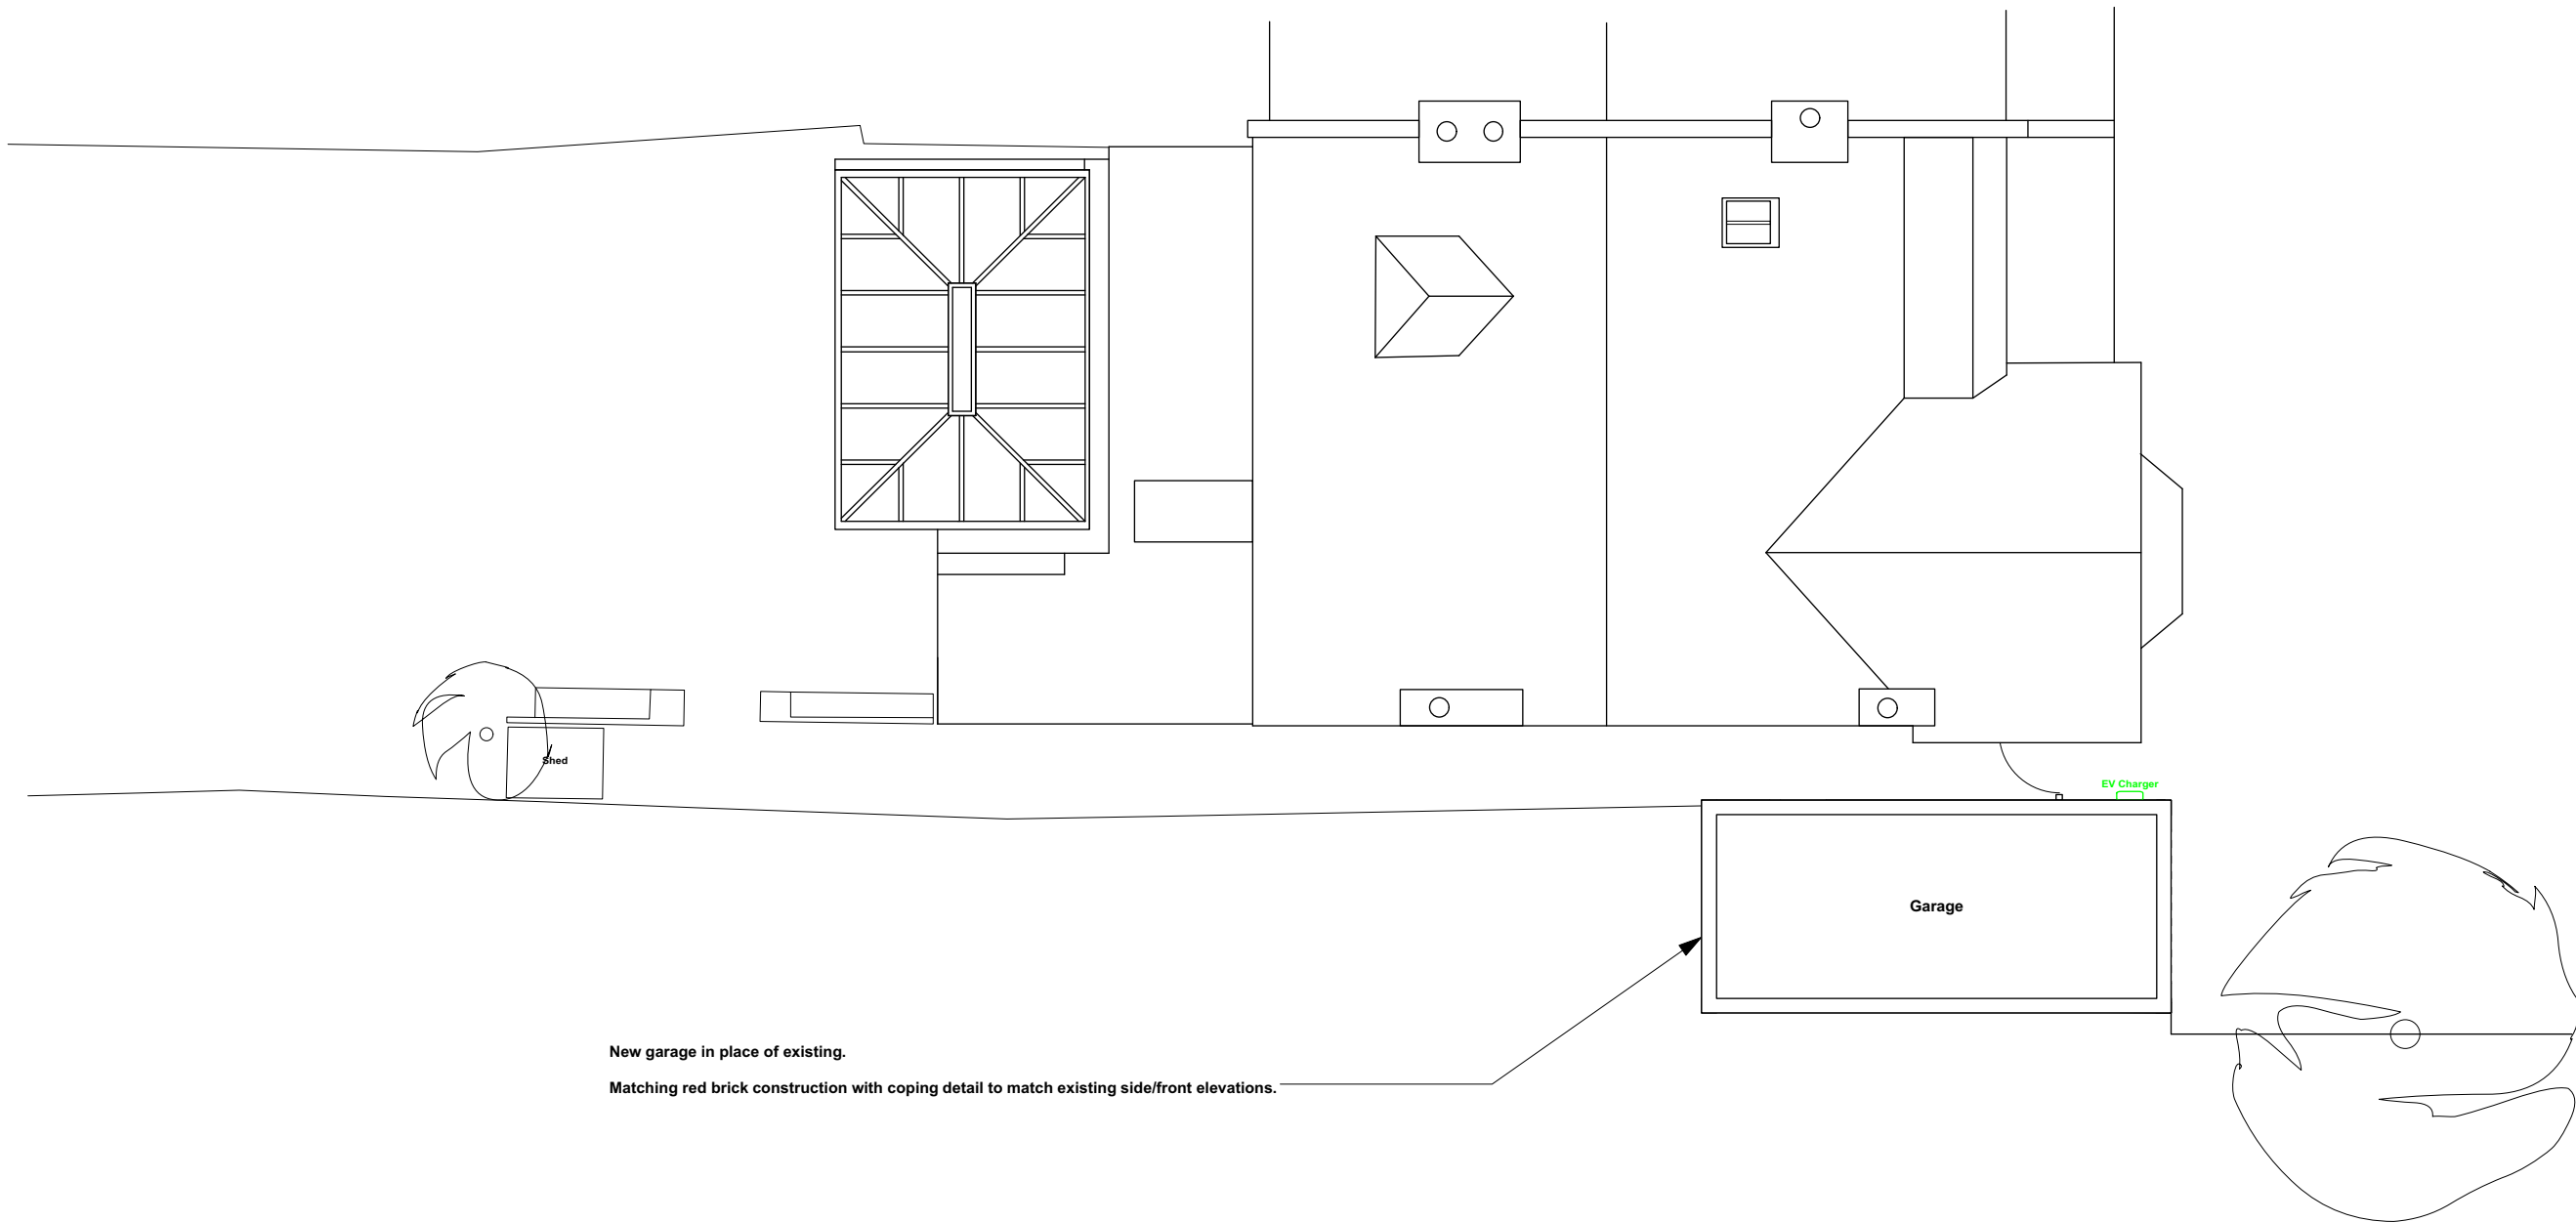 Shed
EV Charger
Garage
New garage in place of existing.
Matching red brick construction with coping detail to match existing side/front elevations.